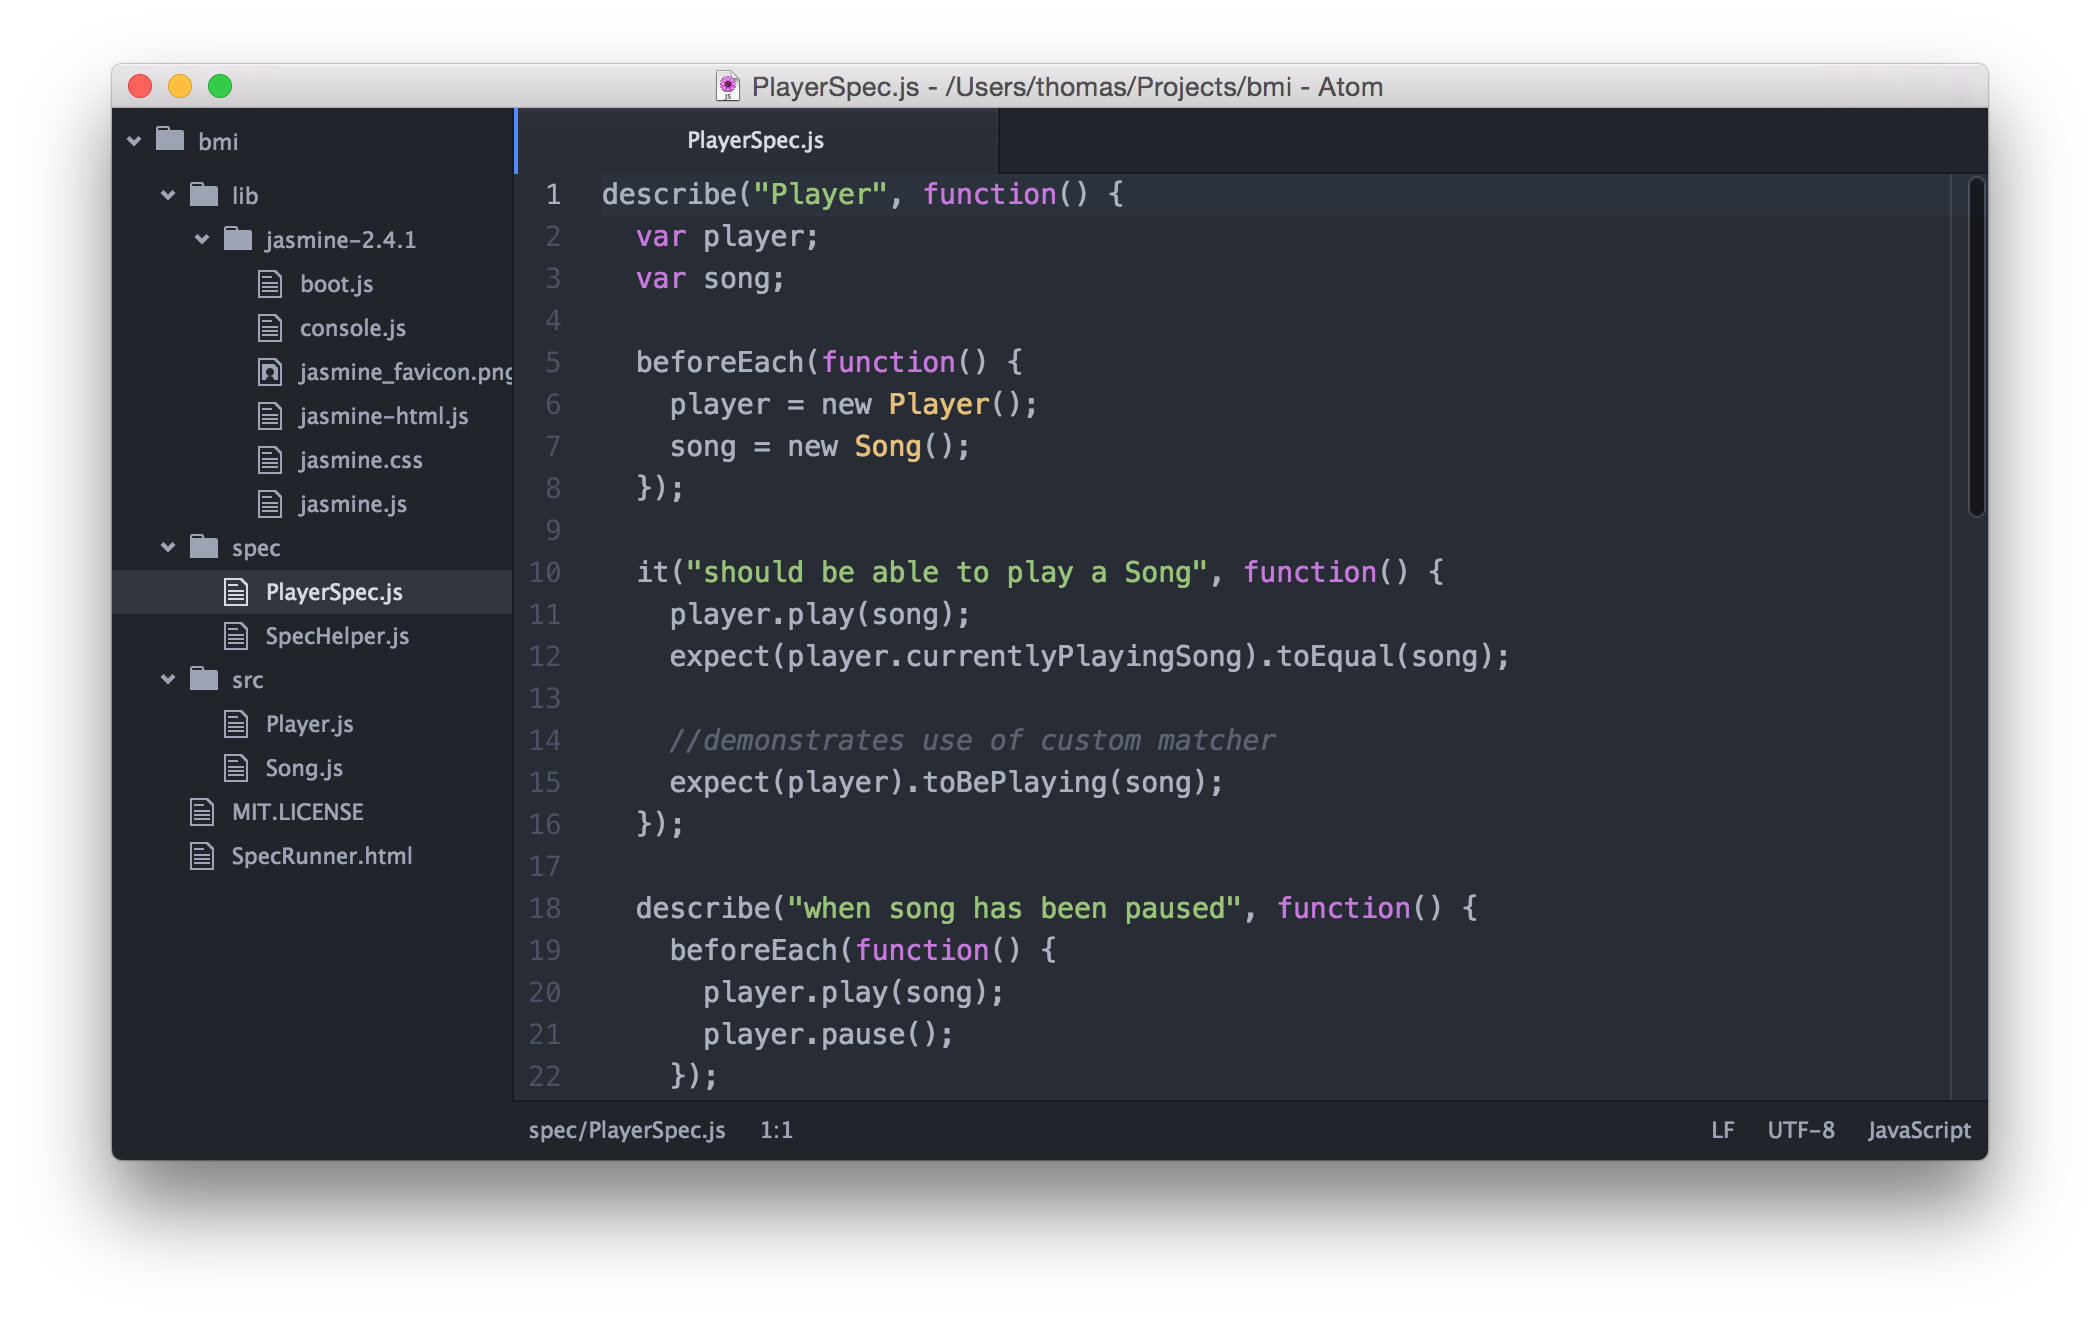 PlayerSpec.js - /Users/thomas/Projects/bmi - Atom
bmi
lib
jasmine-2.4.1
boot.js
console.js
jasmine_favicon.png
jasmine-html.js
jasmine.css
jasmine.js
spec
PlayerSpec.js
SpecHelper.js
src
Player.js
Song.js
MIT.LICENSE
SpecRunner.html
PlayerSpec.js
1 describe("Player", function() {
2   var player;
3   var song;
4
5   beforeEach(function() {
6     player = new Player();
7     song = new Song();
8   });
9
10   it("should be able to play a Song", function() {
11     player.play(song);
12     expect(player.currentlyPlayingSong).toEqual(song);
13
14     //demonstrates use of custom matcher
15     expect(player).toBePlaying(song);
16   });
17
18   describe("when song has been paused", function() {
19     beforeEach(function() {
20       player.play(song);
21       player.pause();
22     });
spec/PlayerSpec.js 1:1 LF UTF-8 JavaScript